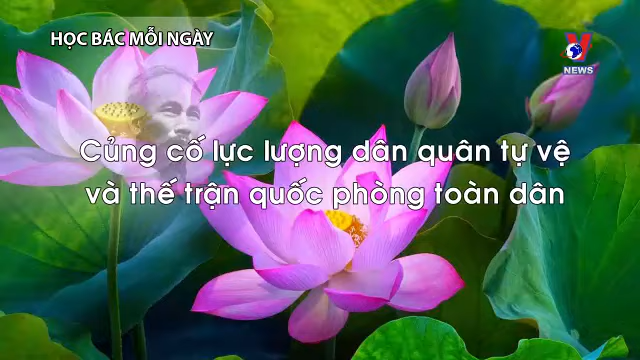 HỌC BÁC MỖI NGÀY
V
NEWS
Củng cố lực lượng dân quân tự vệ
và thế trận quốc phòng toàn dân